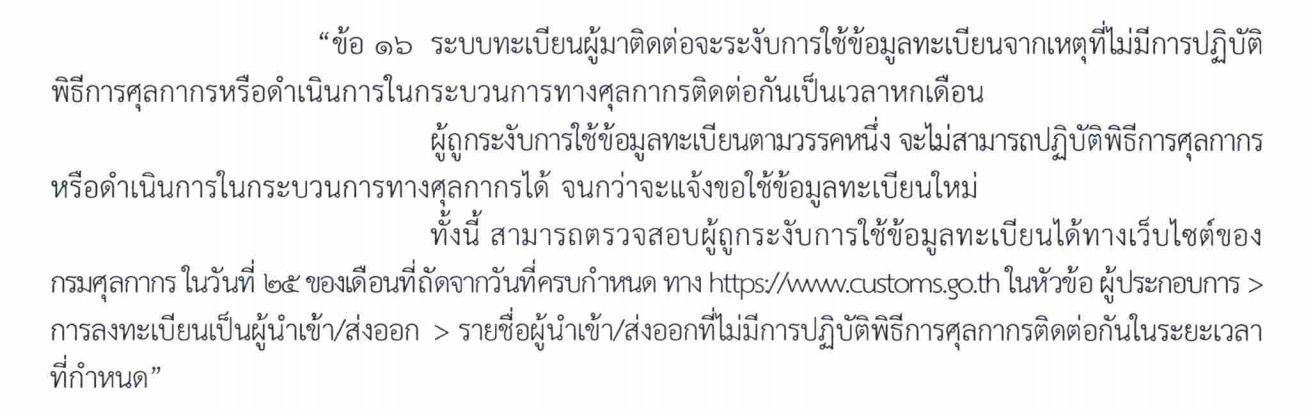 “ข้อ ๑๖ ระบบทะเบียนผู้มาติดต่อจะระงับการใช้ข้อมูลทะเบียนจากเหตุที่ไม่มีการปฏิบัติ
พิธีการศุลกากรหรือดำเนินการในกระบวนการทางศุลกากรติดต่อกันเป็นเวลาหกเดือน
ผู้ถูกระงับการใช้ข้อมูลทะเบียนตามวรรคหนึ่ง จะไม่สามารถปฏิบัติพิธีการศุลกากร
หรือดำเนินการในกระบวนการทางศุลกากรได้ จนกว่าจะแจ้งขอใช้ข้อมูลทะเบียนใหม่
ทั้งนี้ สามารถตรวจสอบผู้ถูกระงับการใช้ข้อมูลทะเบียนได้ทางเว็บไซต์ของ
กรมศุลกากร ในวันที่ ๒๕ ของเดือนที่ถัดจากวันที่ครบกำหนด ทาง https://www.customs.go.th ในหัวข้อ ผู้ประกอบการ >
การลงทะเบียนเป็นผู้นำเข้า/ส่งออก > รายชื่อผู้นำเข้า/ส่งออกที่ไม่มีการปฏิบัติพิธีการศุลกากรติดต่อกันในระยะเวลา
ที่กำหนด”